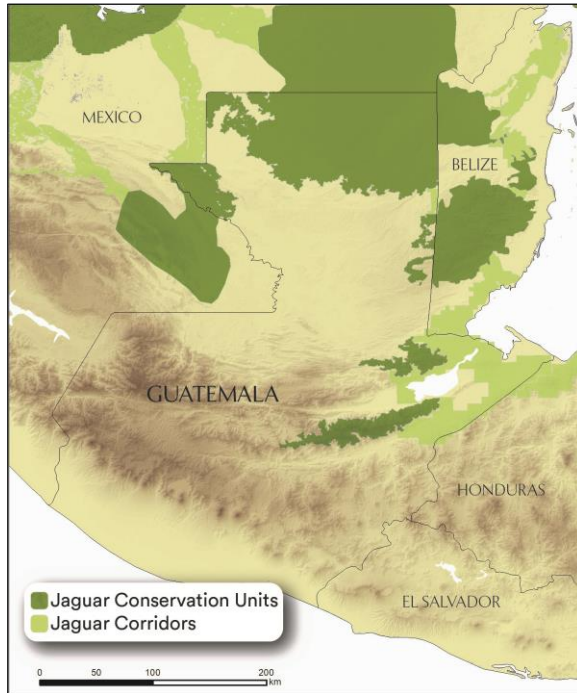 MEXICO
BELIZE
GUATEMALA
HONDURAS
EL SALVADOR
Jaguar Conservation Units
Jaguar Corridors
0 50 100 200
km